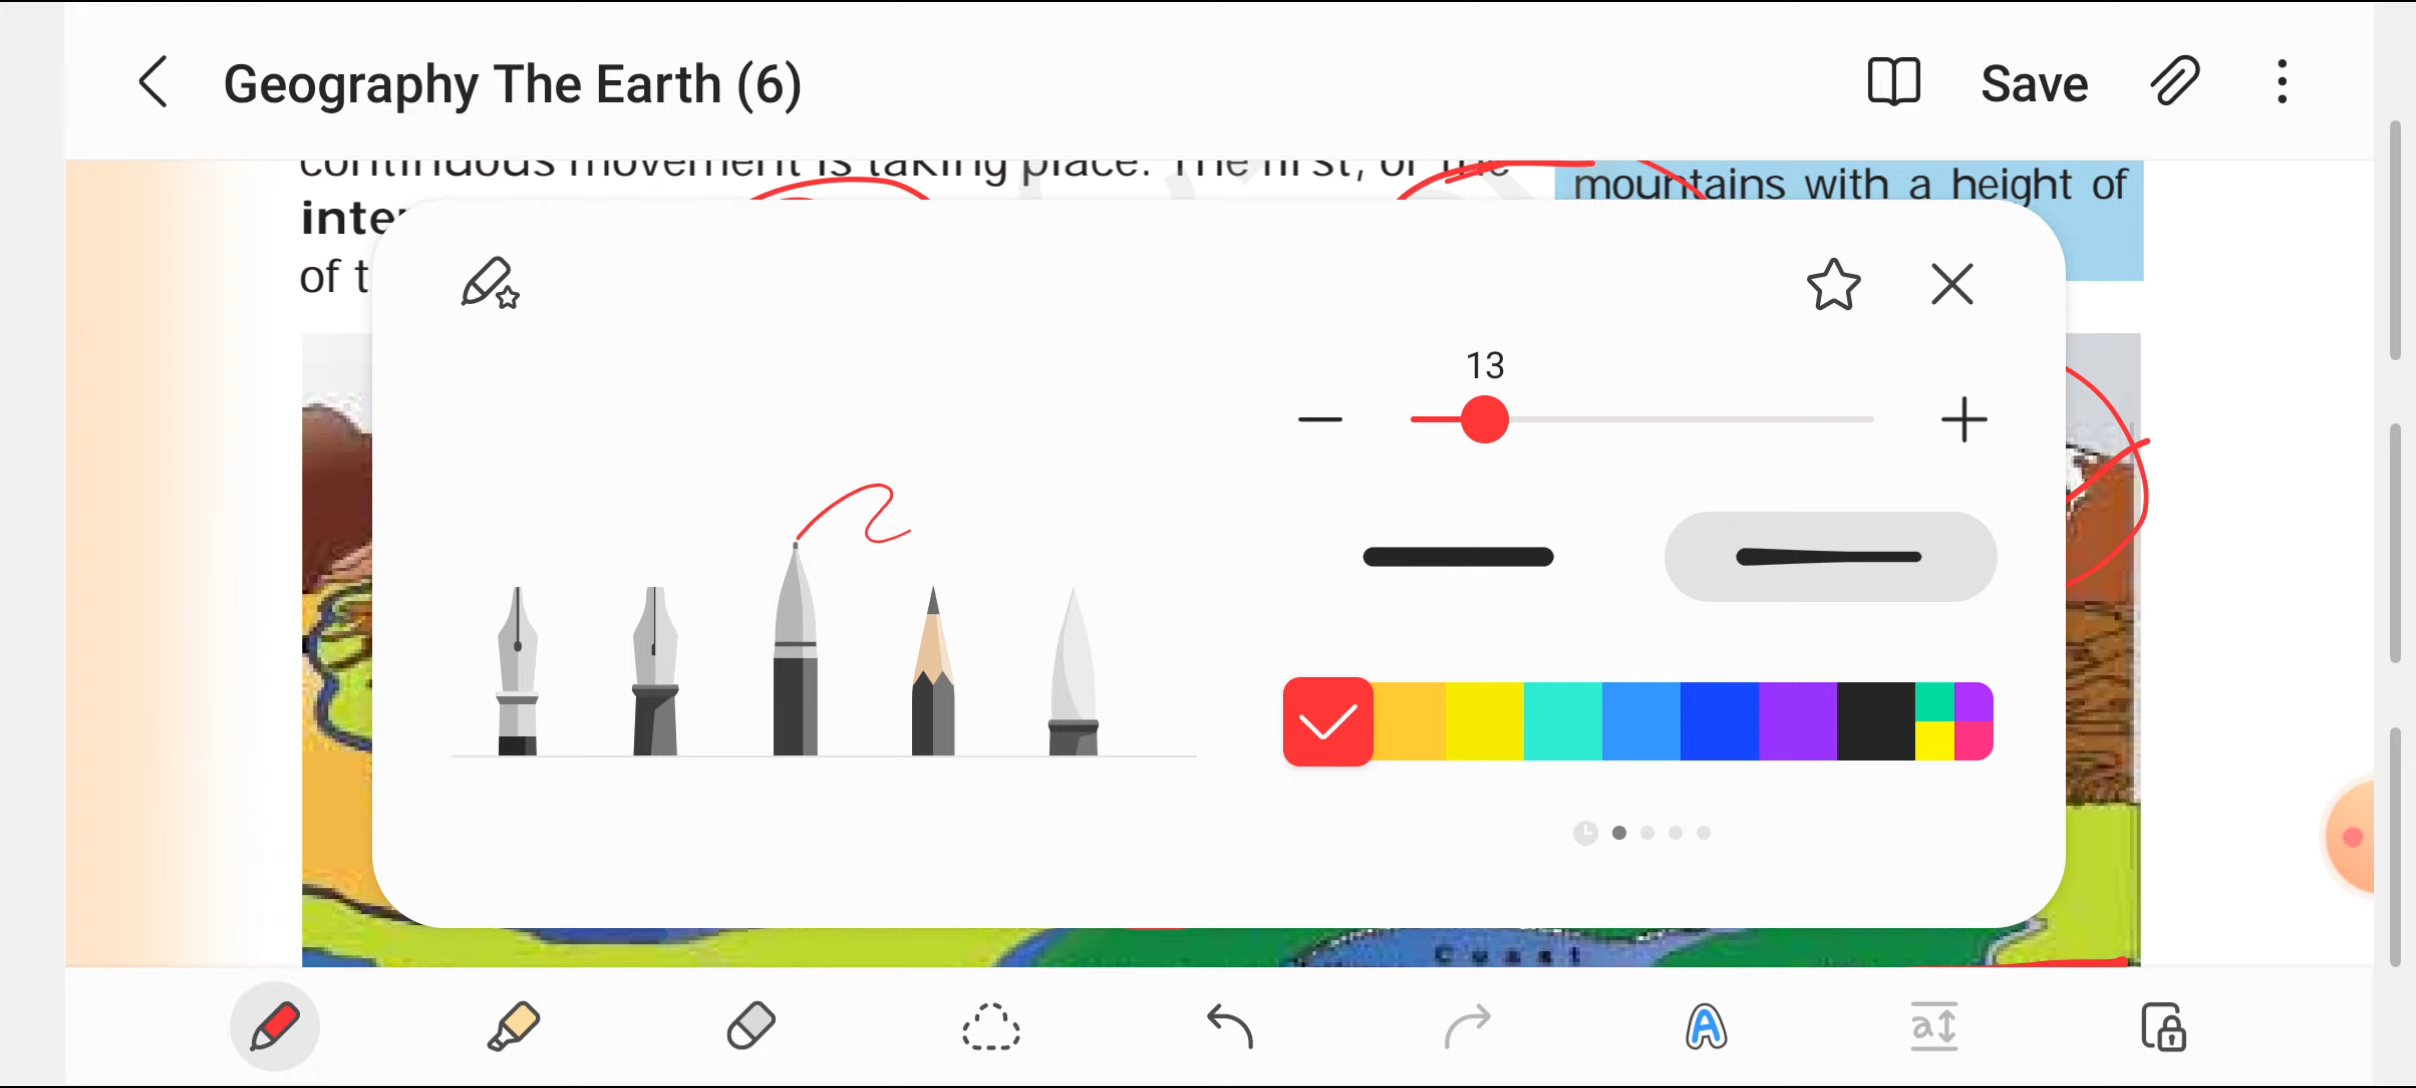 Geography The Earth (6)
Save
continuous movement is taking place. The first, or the
mountains with a height of
of t
13
Coast
A
a